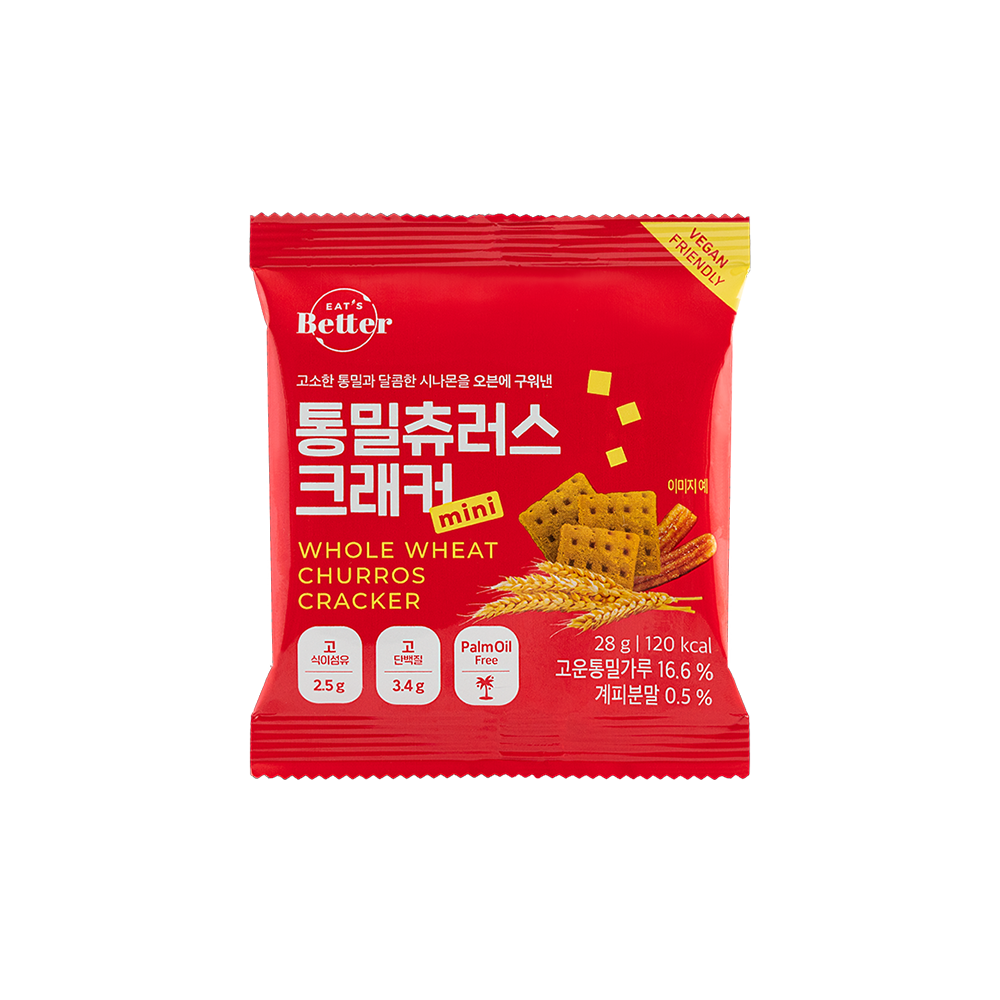 VEGAN
FRIENDLY
EAT'S
Better
고소한 통밀과 달콤한 시나몬을 오븐에 구워낸
통밀츄러스
크래커
mini
이미지 예
WHOLE WHEAT
CHURROS
CRACKER
고
식이섬유
2.5 g
고
단백질
3.4 g
Palm Oil
Free
28 g | 120 kcal
고운통밀가루 16.6 %
계피분말 0.5 %